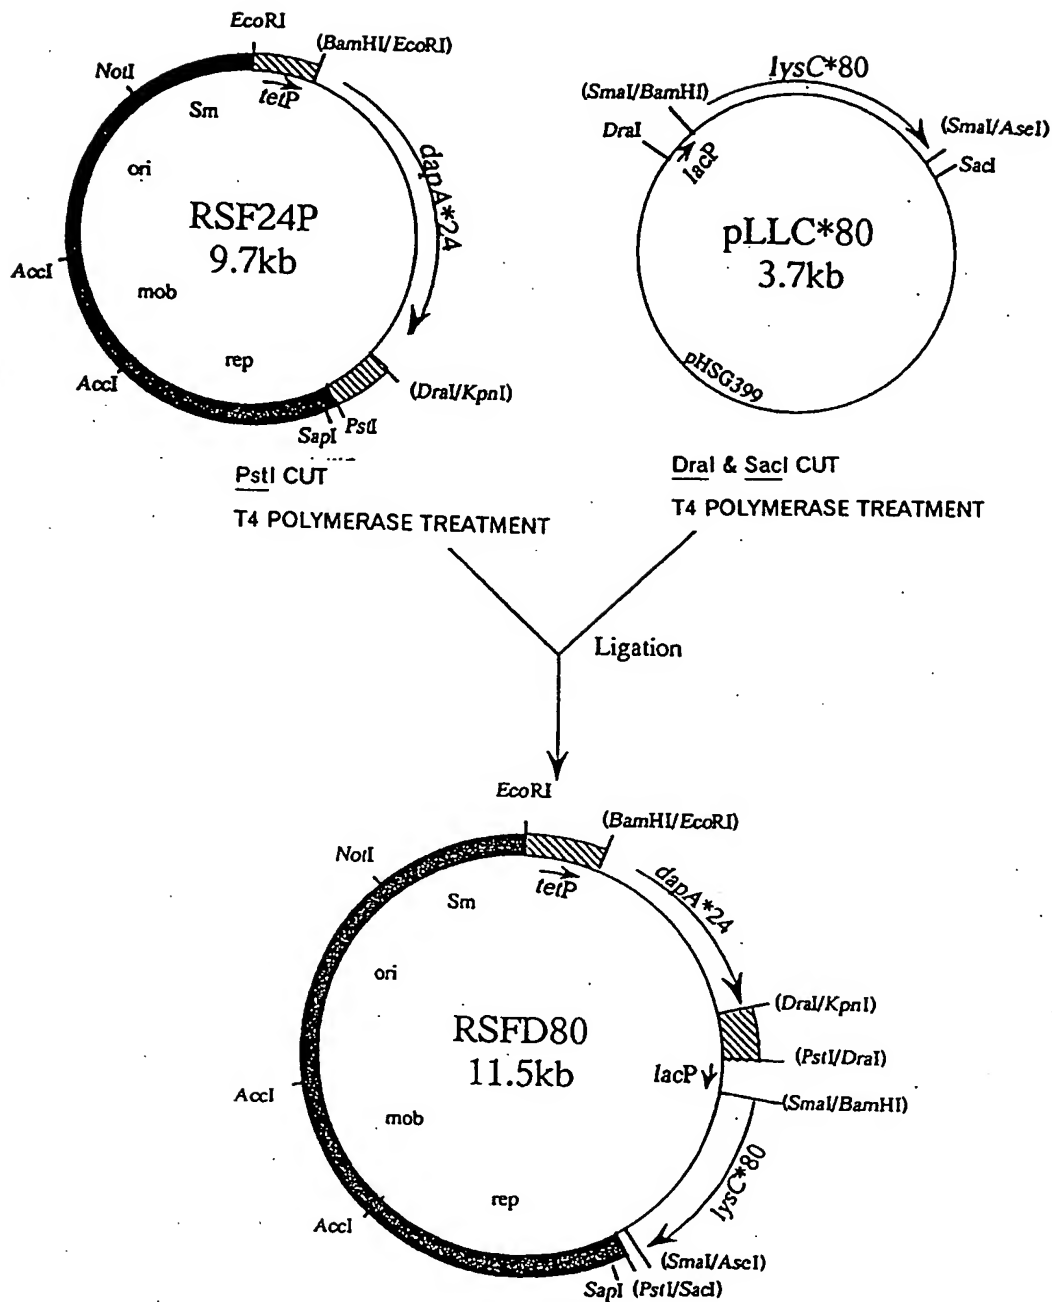 EcoRI
(BamHI/EcoRI)
NotI
tetP
Sm
ori
dapA*24
RSF24P
9.7kb
AccI
mob
rep
AccI
(DraI/KpnI)
SapI PstI
lysC*80
(SmaI/BamHI)
(SmaI/AseI)
DraI
SacI
lacP
pLLC*80
3.7kb
pHSG399
PstI CUT
T4 POLYMERASE TREATMENT
DraI & SacI CUT
T4 POLYMERASE TREATMENT
Ligation
EcoRI
(BamHI/EcoRI)
NotI
tetP
Sm
dapA*24
ori
(DraI/KpnI)
RSFD80
11.5kb
(PstI/DraI)
lacP
AccI
(SmaI/BamHI)
mob
lysC*80
rep
AccI
(SmaI/AseI)
SapI (PstI/SacI)